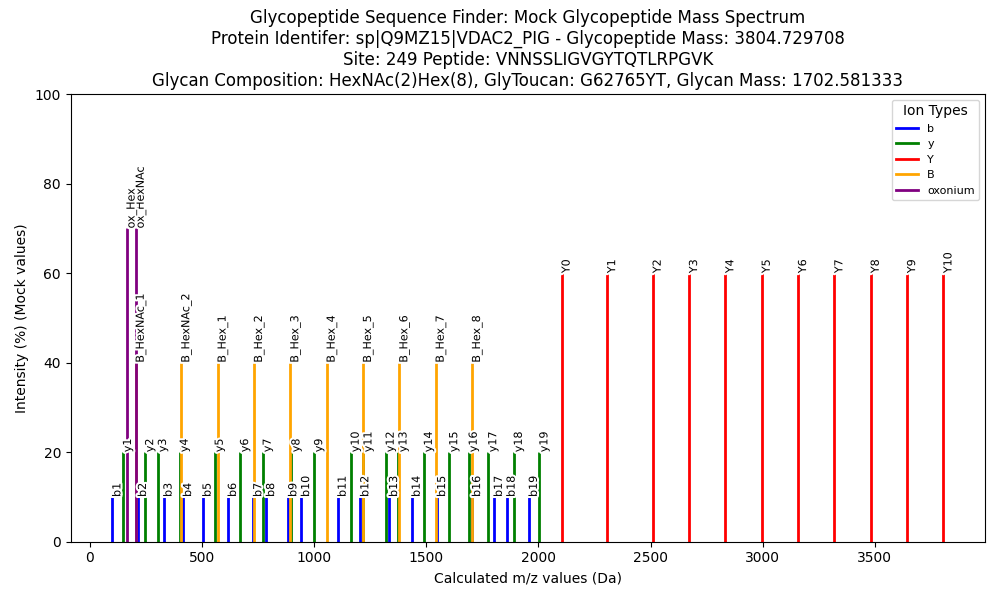 Glycopeptide Sequence Finder: Mock Glycopeptide Mass Spectrum
Protein Identifer: sp|Q9MZ15|VDAC2_PIG - Glycopeptide Mass: 3804.729708
Site: 249 Peptide: VNNSSLIGVGYTQTLRPGVK
Glycan Composition: HexNAc(2)Hex(8), GlyToucan: G62765YT, Glycan Mass: 1702.581333
100
80
60
40
20
0
Intensity (%) (Mock values)
Ion Types
b
y
Y
B
oxonium
ox_Hex
ox_HexNAc
Y0
Y1
Y2
Y3
Y4
Y5
Y6
Y7
Y8
Y9
Y10
B_HexNAc_1
B_HexNAc_2
B_Hex_1
B_Hex_2
B_Hex_3
B_Hex_4
B_Hex_5
B_Hex_6
B_Hex_7
B_Hex_8
y1
y2
y3
y4
y5
y6
y7
y8
y9
y10
y11
y12
y13
y14
y15
y16
y17
y18
y19
b1
b2
b3
b4
b5
b6
b7
b8
b9
b10
b11
b12
b13
b14
b15
b16
b17
b18
b19
0
500
1000
1500
2000
2500
3000
3500
Calculated m/z values (Da)